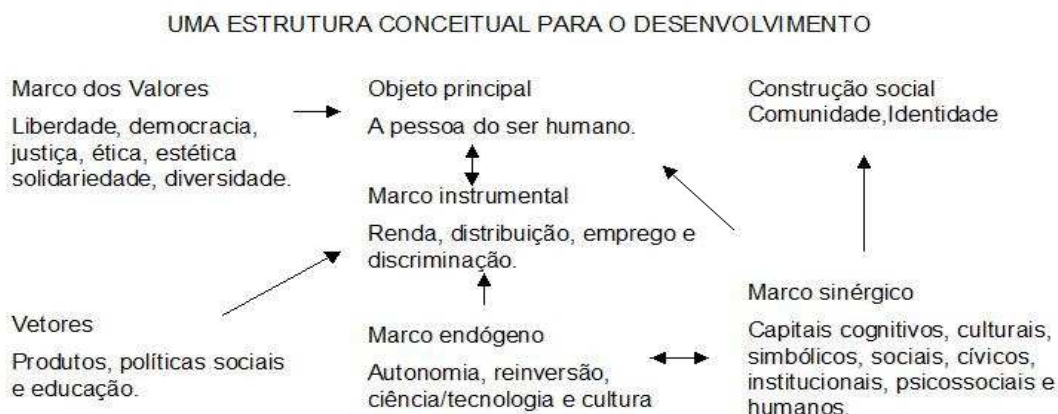 UMA ESTRUTURA CONCEITUAL PARA O DESENVOLVIMENTO
Marco dos Valores
Liberdade, democracia,
justiça, ética, estética
solidariedade, diversidade.
Objeto principal
A pessoa do ser humano.
Construção social
Comunidade,Identidade
Marco instrumental
Renda, distribuição, emprego e
discriminação.
Vetores
Produtos, políticas sociais
e educação.
Marco endógeno
Autonomia, reinversão,
ciência/tecnologia e cultura
Marco sinérgico
Capitais cognitivos, culturais,
simbólicos, sociais, cívicos,
institucionais, psicossociais e
humanos